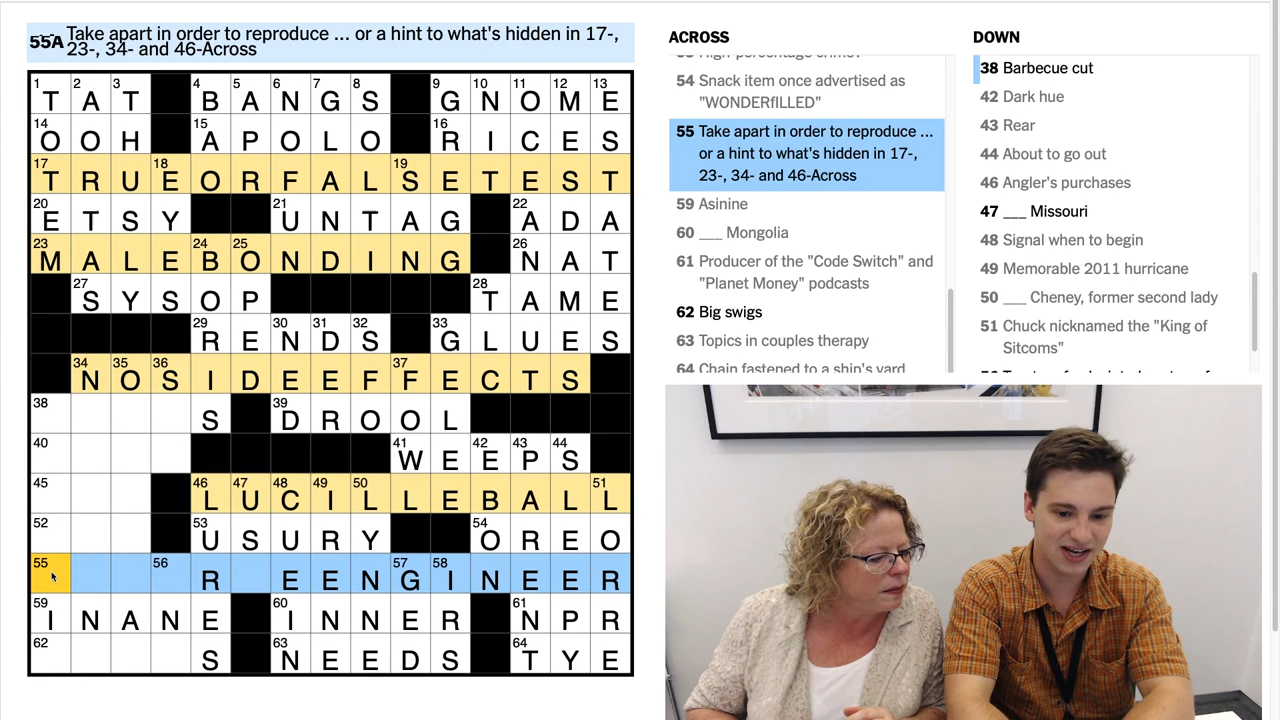 55A Take apart in order to reproduce ... or a hint to what's hidden in 17-,
23-, 34- and 46-Across
1 2 3 4 5 6 7 8 9 10 11 12 13
T A T B A N G S G N O M E
14 15 16
O O H A P O L O R I C E S
17 18 19
T R U E O R F A L S E T E S T
20 21 22
E T S Y U N T A G A D A
23 24 25 26
M A L E B O N D I N G N A T
27 28
S Y S O P T A M E
29 30 31 32 33
R E N D S G L U E S
34 35 36 37
N O S I D E E F F E C T S
38 39
S D R O O L
40 41 42 43 44
W E E P S
45 46 47 48 49 50 51
L U C I L L E B A L L
52 53 54
U S U R Y O R E O
55 56 57 58
R E E N G I N E E R
59 60 61
I N A N E I N N E R N P R
62 63 64
S N E E D S T Y E
ACROSS
54 Snack item once advertised as
"WONDERfILLED"
55 Take apart in order to reproduce ...
or a hint to what's hidden in 17-,
23-, 34- and 46-Across
59 Asinine
60 ___ Mongolia
61 Producer of the "Code Switch" and
"Planet Money" podcasts
62 Big swigs
63 Topics in couples therapy
64 Chain fastened to a ship's yard
DOWN
38 Barbecue cut
42 Dark hue
43 Rear
44 About to go out
46 Angler's purchases
47 ___ Missouri
48 Signal when to begin
49 Memorable 2011 hurricane
50 ___ Cheney, former second lady
51 Chuck nicknamed the "King of
Sitcoms"